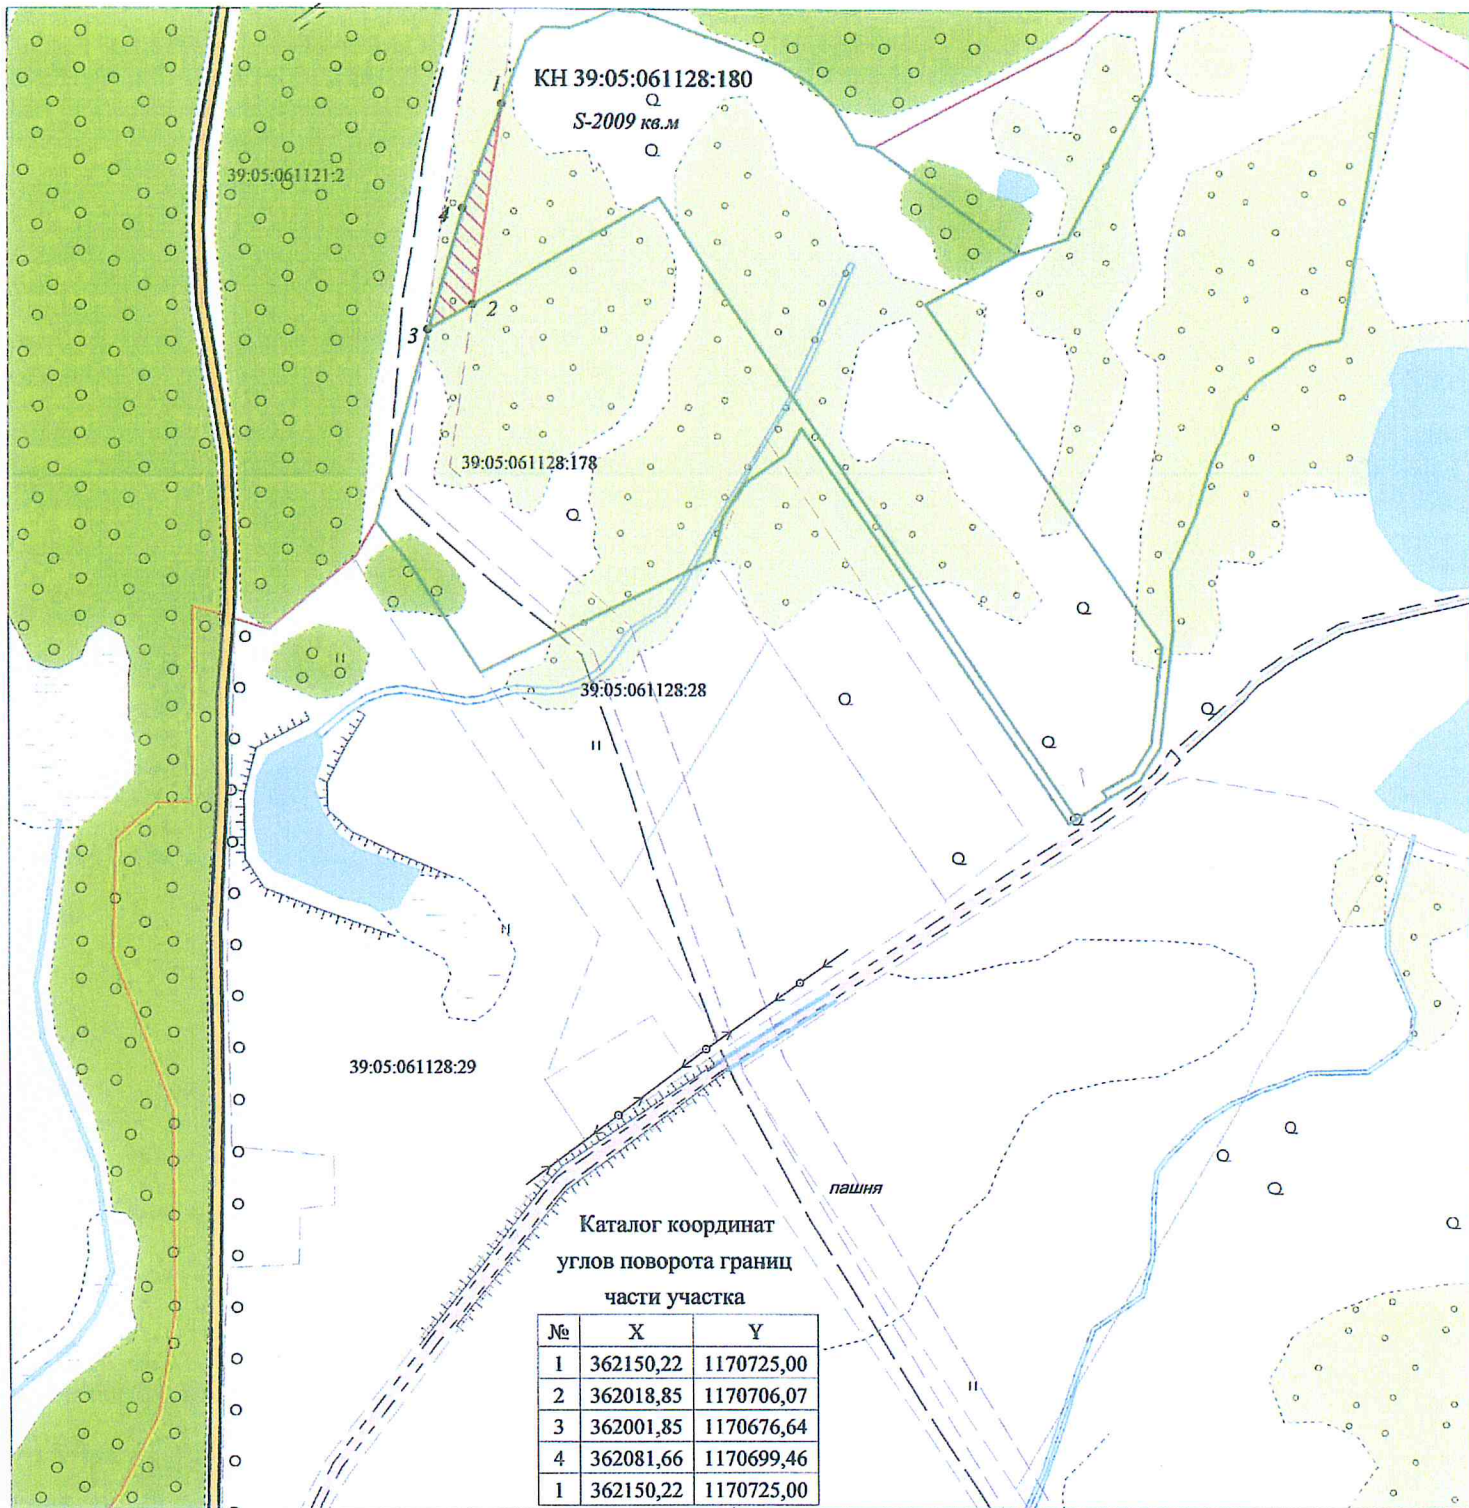 1
КН 39:05:061128:180
S-2009 кв.м
39:05:061121:2
4
2
3
39:05:061128:178
39:05:061128:28
39:05:061128:29
пашня
Каталог координат
углов поворота границ
части участка
№ X Y
1 362150,22 1170725,00
2 362018,85 1170706,07
3 362001,85 1170676,64
4 362081,66 1170699,46
1 362150,22 1170725,00